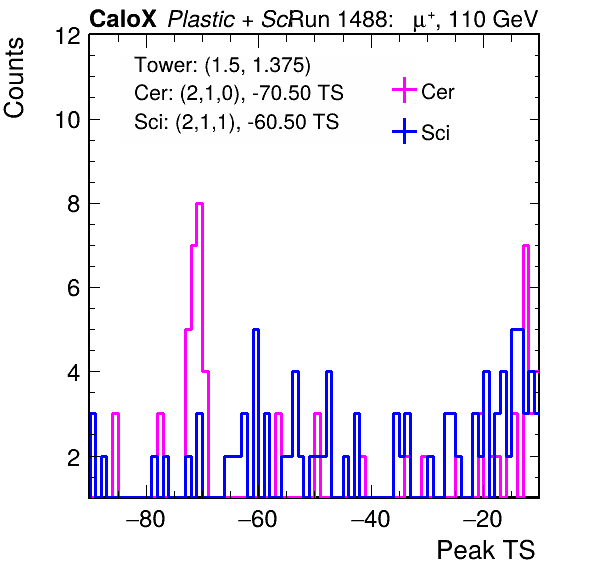 CaloX Plastic + Sci Run 1488: μ⁺, 110 GeV
Counts
12
10
8
6
4
2
Tower: (1.5, 1.375)
Cer: (2,1,0), -70.50 TS
Sci: (2,1,1), -60.50 TS
Cer
Sci
−80 −60 −40 −20
Peak TS